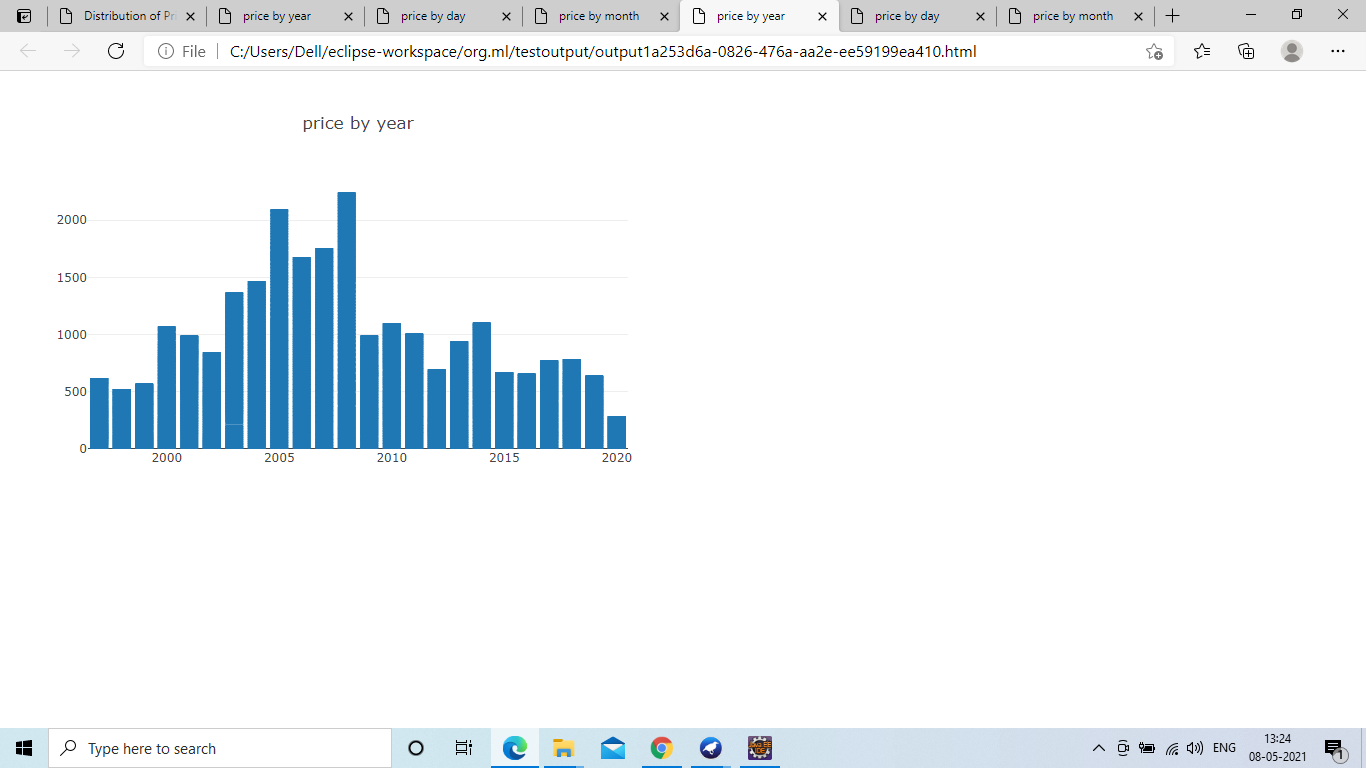 Distribution of Pri
price by year
price by day
price by month
price by year
price by day
price by month
File
C:/Users/Dell/eclipse-workspace/org.ml/testoutput/output1a253d6a-0826-476a-aa2e-ee59199ea410.html
price by year
2000
1500
1000
500
0
2000 2005 2010 2015 2020
Type here to search
ENG
13:24
08-05-2021
1